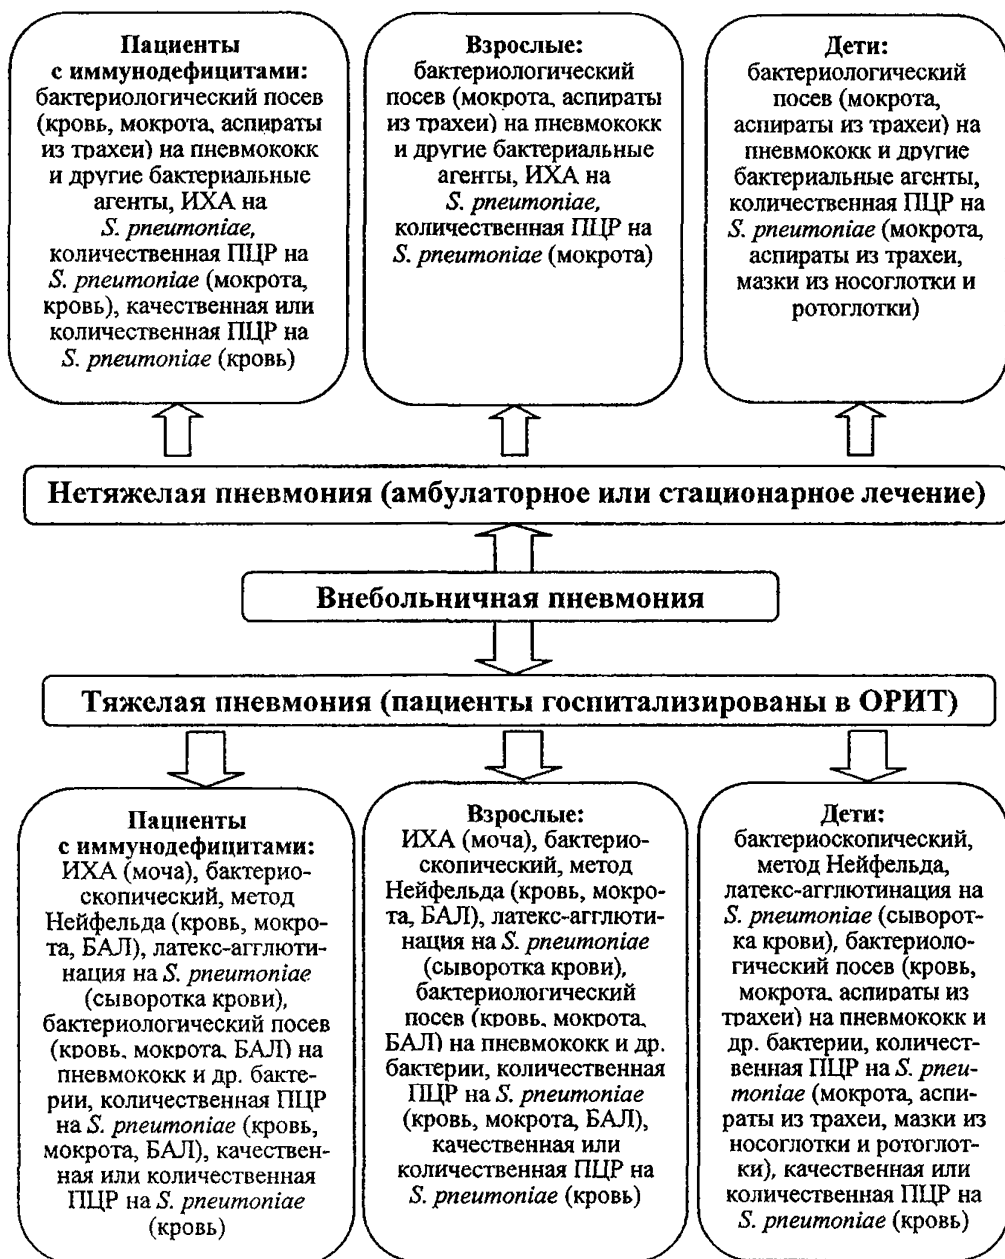 Пациенты
с иммунодефицитами:
бактериологический посев
(кровь, мокрота, аспираты
из трахеи) на пневмококк
и другие бактериальные
агенты, ИХА на
S. pneumoniae,
количественная ПЦР на
S. pneumoniae (мокрота,
кровь), качественная или
количественная ПЦР на
S. pneumoniae (кровь)
Взрослые:
бактериологический
посев (мокрота, аспираты
из трахеи) на пневмококк
и другие бактериальные
агенты, ИХА на
S. pneumoniae,
количественная ПЦР на
S. pneumoniae (мокрота)
Дети:
бактериологический
посев (мокрота,
аспираты из трахеи) на
пневмококк и другие
бактериальные агенты,
количественная ПЦР на
S. pneumoniae (мокрота,
аспираты из трахеи,
мазки из носоглотки и
ротоглотки)
Нетяжелая пневмония (амбулаторное или стационарное лечение)
Внебольничная пневмония
Тяжелая пневмония (пациенты госпитализированы в ОРИТ)
Пациенты
с иммунодефицитами:
ИХА (моча), бактерио-
скопический, метод
Нейфельда (кровь, мокро-
та, БАЛ), латекс-агглюти-
нация на S. pneumoniae
(сыворотка крови),
бактериологический посев
(кровь, мокрота, БАЛ) на
пневмококк и др. бакте-
рии, количественная ПЦР
на S. pneumoniae (кровь,
мокрота, БАЛ), качествен-
ная или количественная
ПЦР на S. pneumoniae
(кровь)
Взрослые:
ИХА (моча), бактерио-
скопический, метод
Нейфельда (кровь, мокро-
та, БАЛ), латекс-агглюти-
нация на S. pneumoniae
(сыворотка крови),
бактериологический
посев (кровь, мокрота,
БАЛ) на пневмококк и др.
бактерии, количественная
ПЦР на S. pneumoniae
(кровь, мокрота, БАЛ),
качественная или
количественная ПЦР на
S. pneumoniae (кровь)
Дети:
бактериоскопический,
метод Нейфельда,
латекс-агглютинация на
S. pneumoniae (сыворот-
ка крови), бактериоло-
гический посев (кровь,
мокрота, аспираты из
трахеи) на пневмококк и
др. бактерии, количест-
венная ПЦР на S. pneu-
moniae (мокрота, аспи-
раты из трахеи, мазки из
носоглотки и ротоглот-
ки), качественная или
количественная ПЦР на
S. pneumoniae (кровь)